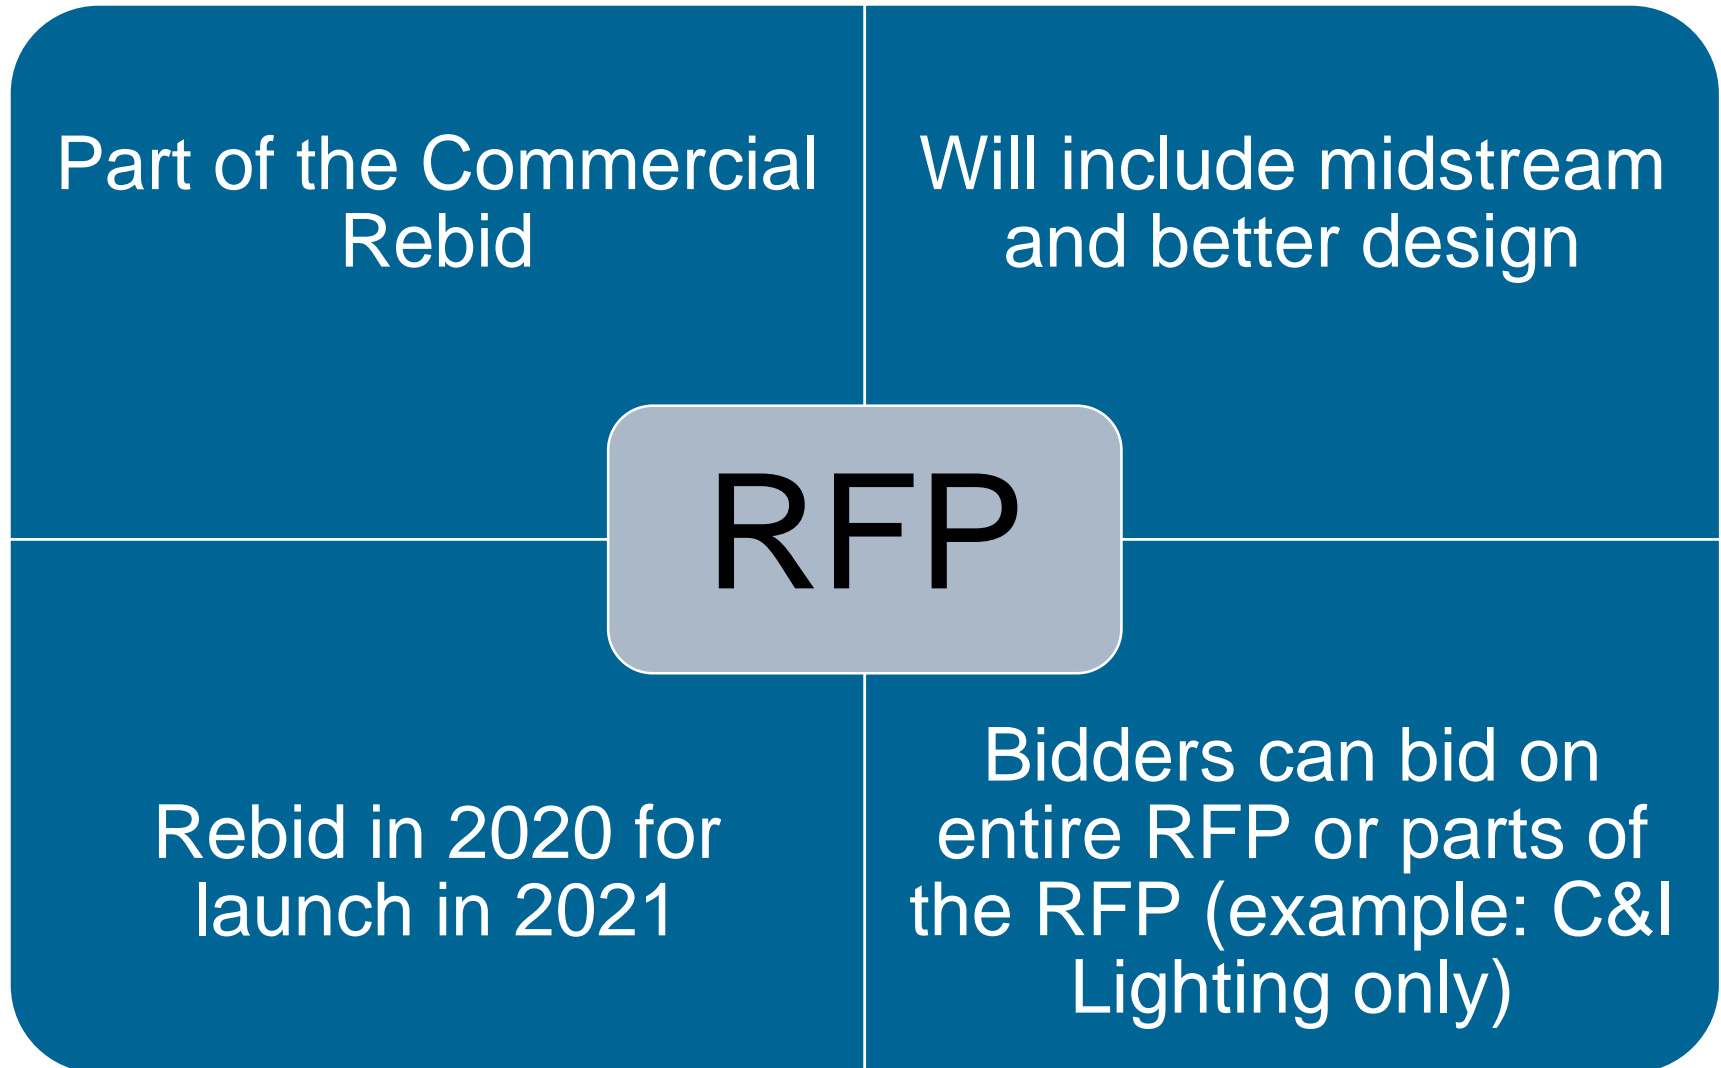 Part of the Commercial
Rebid
Will include midstream
and better design
RFP
Rebid in 2020 for
launch in 2021
Bidders can bid on
entire RFP or parts of
the RFP (example: C&I
Lighting only)